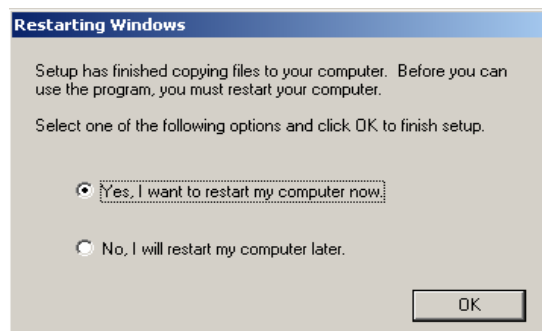 Restarting Windows
Setup has finished copying files to your computer.  Before you can
use the program, you must restart your computer.
Select one of the following options and click OK to finish setup.
Yes, I want to restart my computer now.
No, I will restart my computer later.
OK